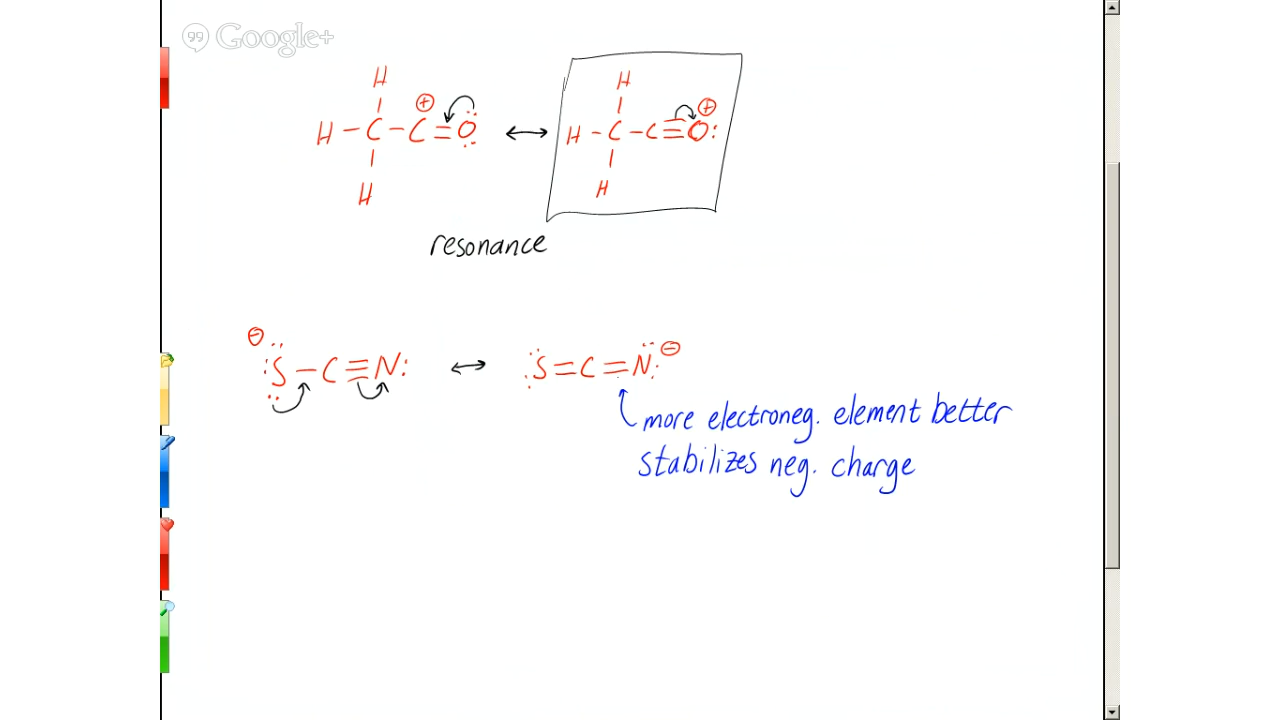 Google+
H H
⊕ ⊕
H – C – C = O ↔ H – C – C ≡ O
H H
resonance
⊖ ⊖
S – C ≡ N ↔ S = C = N
more electroneg. element better
stabilizes neg. charge